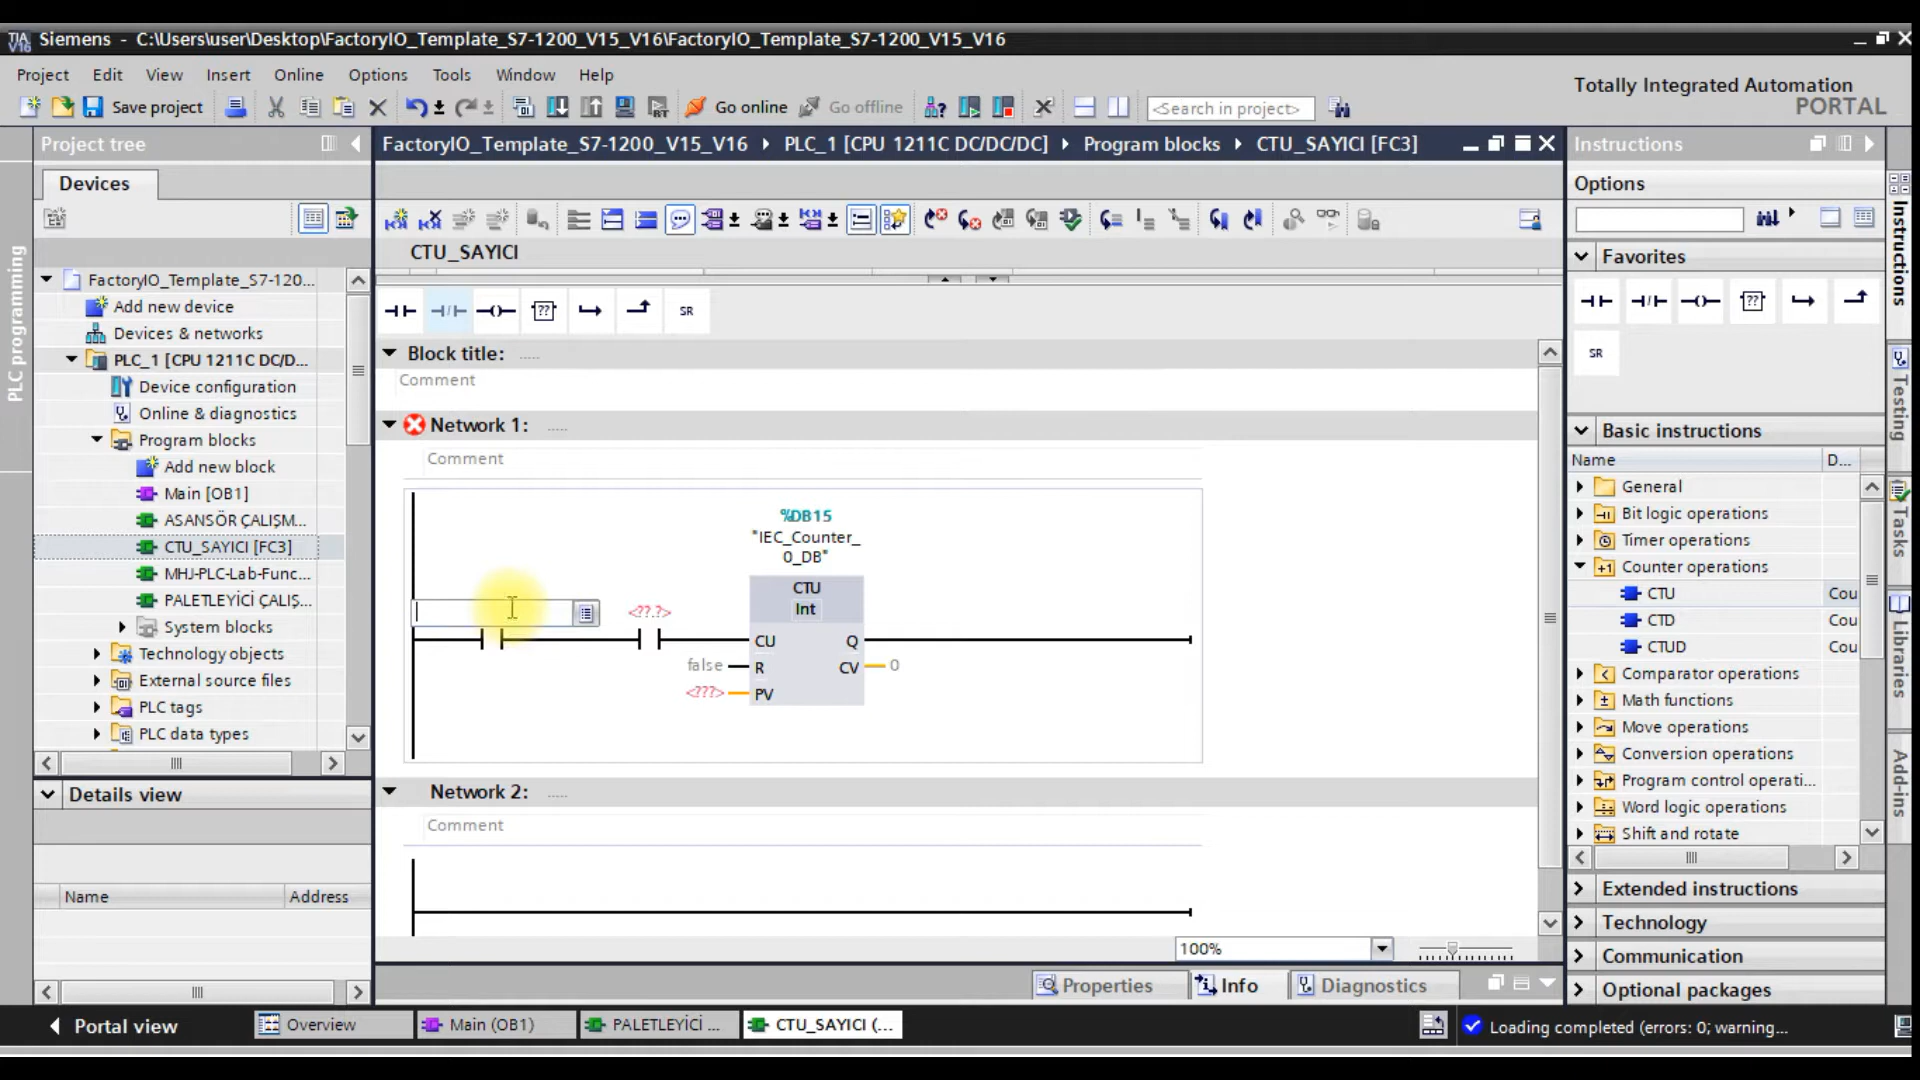 Siemens - C:\Users\user\Desktop\FactoryIO_Template_S7-1200_V15_V16\FactoryIO_Template_S7-1200_V15_V16
Project Edit View Insert Online Options Tools Window Help
Totally Integrated Automation
PORTAL
Save project
Go online
Go offline
<Search in project>
Project tree
FactoryIO_Template_S7-1200_V15_V16 PLC_1 [CPU 1211C DC/DC/DC] Program blocks CTU_SAYICI [FC3]
Instructions
Devices
Options
CTU_SAYICI
Favorites
SR
SR
PLC programming
FactoryIO_Template_S7-120...
Add new device
Devices & networks
PLC_1 [CPU 1211C DC/D...
Device configuration
Online & diagnostics
Program blocks
Add new block
Main [OB1]
ASANSÖR ÇALIŞM...
CTU_SAYICI [FC3]
MHJ-PLC-Lab-Func...
PALETLEYİCİ ÇALIŞ...
System blocks
Technology objects
External source files
PLC tags
PLC data types
Details view
Name Address
Block title: .....
Comment
Network 1: .....
Comment
%DB15
"IEC_Counter_
0_DB"
CTU
Int
<??.?>
CU Q
false R CV 0
<???> PV
Network 2: .....
Comment
100%
Properties Info Diagnostics
Basic instructions
Name D...
General
Bit logic operations
Timer operations
Counter operations
CTU Cou
CTD Cou
CTUD Cou
Comparator operations
Math functions
Move operations
Conversion operations
Program control operati...
Word logic operations
Shift and rotate
Extended instructions
Technology
Communication
Optional packages
Instructions
Testing
Tasks
Libraries
Add-ins
Portal view
Overview
Main (OB1)
PALETLEYİCİ ...
CTU_SAYICI (...
Loading completed (errors: 0; warning...